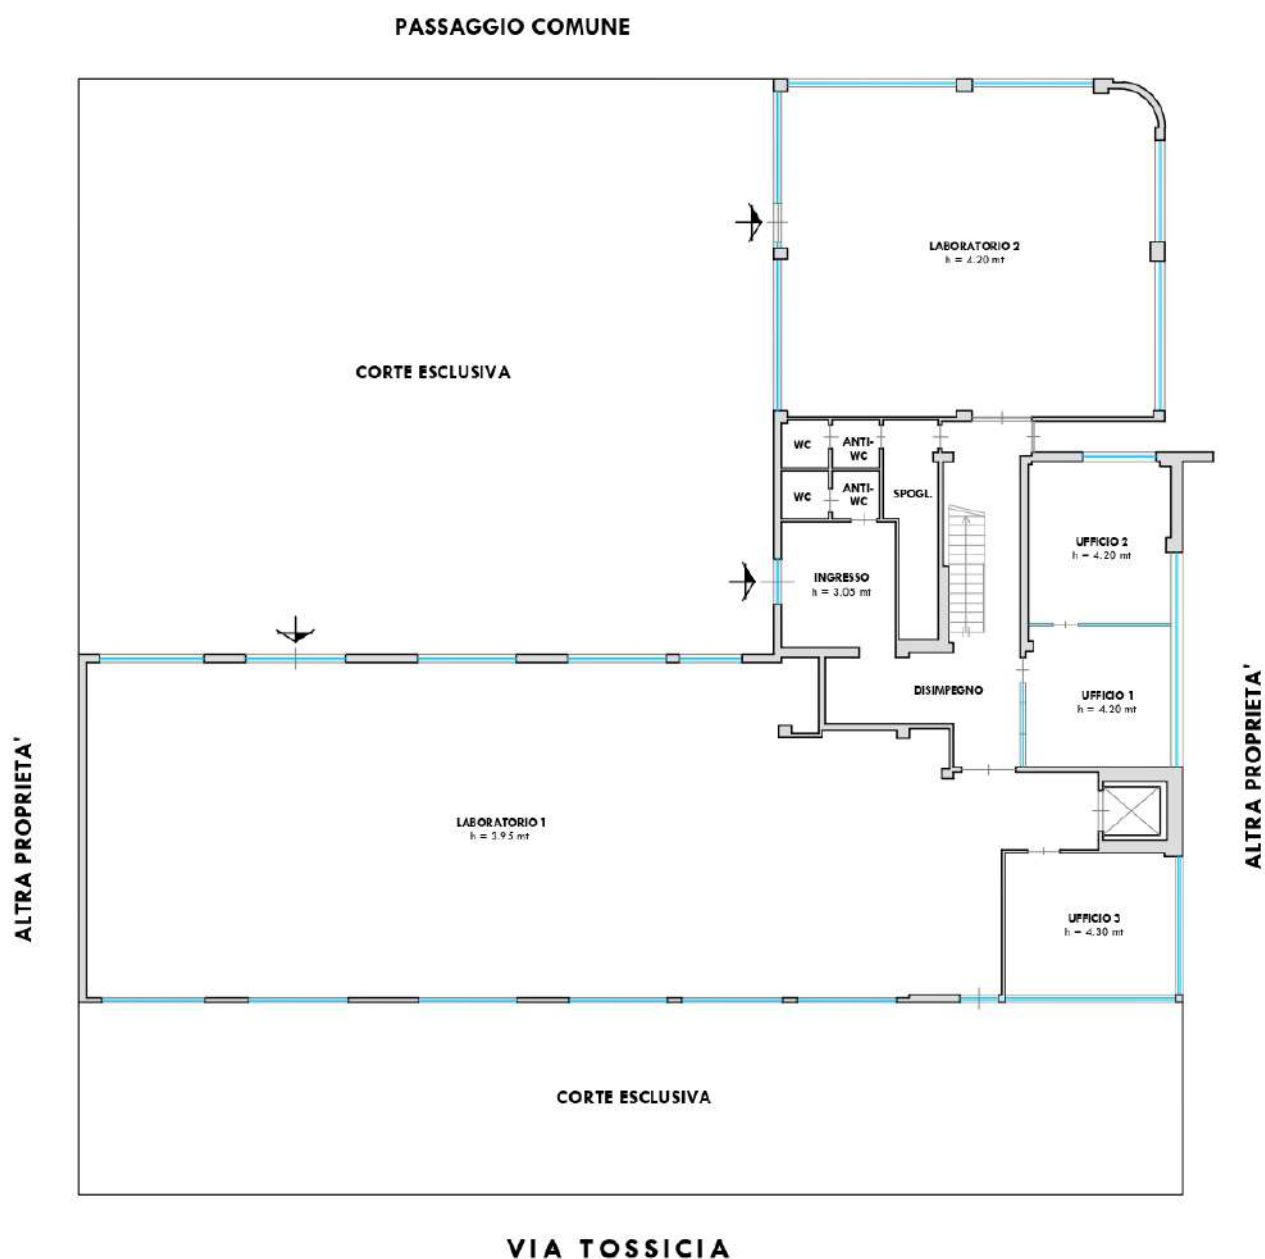 PASSAGGIO COMUNE
LABORATORIO 2
h = 4.20 mt
CORTE ESCLUSIVA
WC
ANTI-
WC
WC
ANTI-
WC
SPOGL.
UFFICIO 2
h = 4.20 mt
INGRESSO
h = 3.05 mt
DISIMPEGNO
UFFICIO 1
h = 4.20 mt
ALTRA PROPRIETA'
ALTRA PROPRIETA'
LABORATORIO 1
h = 3.95 mt
UFFICIO 3
h = 4.30 mt
CORTE ESCLUSIVA
VIA TOSSICIA